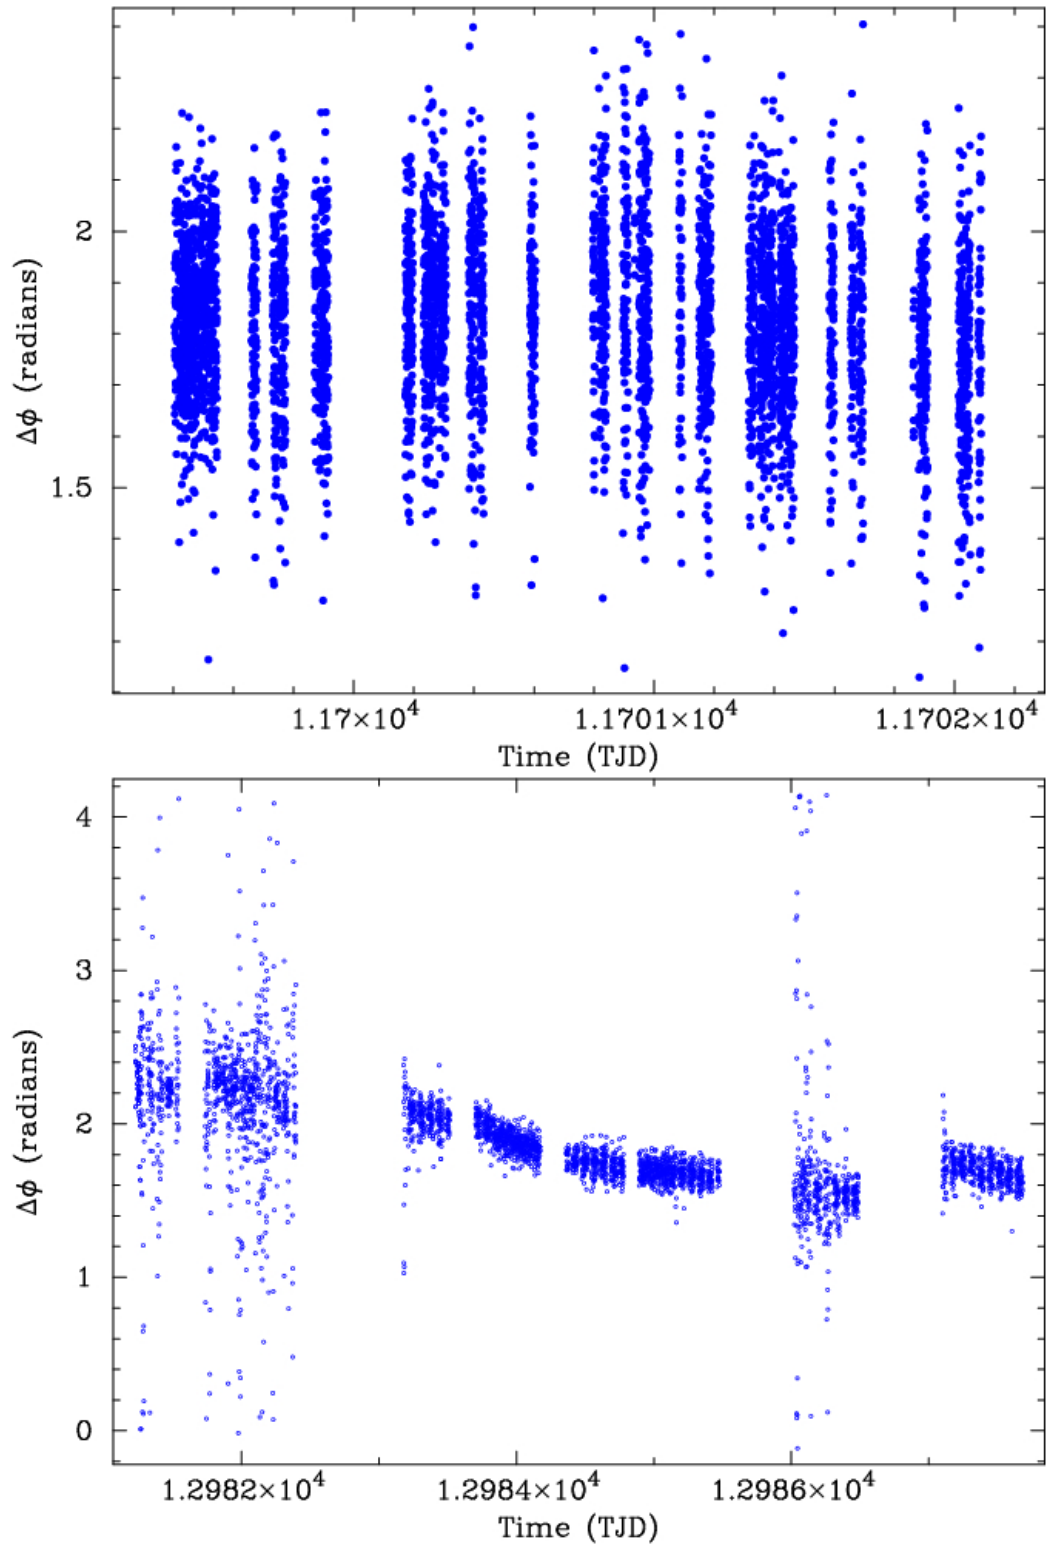 2
1.5
Δϕ (radians)
1.17×10⁴ 1.1701×10⁴ 1.1702×10⁴
Time (TJD)
4
3
2
1
0
Δϕ (radians)
1.2982×10⁴ 1.2984×10⁴ 1.2986×10⁴
Time (TJD)